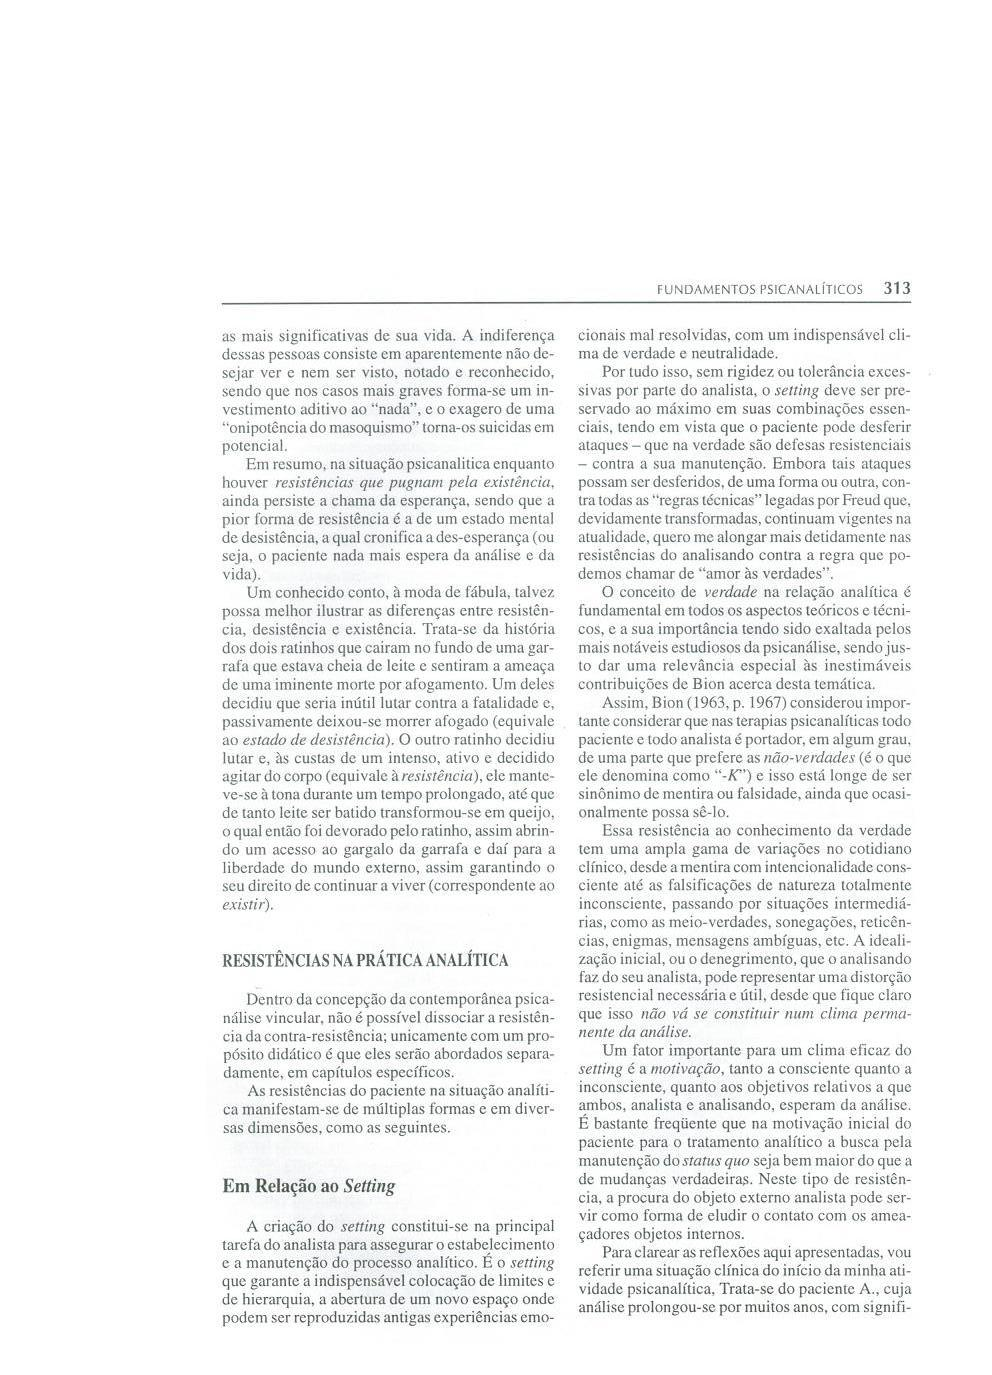 FUNDAMENTOS PSICANALÍTICOS 313
as mais significativas de sua vida. A indiferença
dessas pessoas consiste em aparentemente não de-
sejar ver e nem ser visto, notado e reconhecido,
sendo que nos casos mais graves forma-se um in-
vestimento aditivo ao “nada”, e o exagero de uma
“onipotência do masoquismo” torna-os suicidas em
potencial.
Em resumo, na situação psicanalitica enquanto
houver resistências que pugnam pela existência,
ainda persiste a chama da esperança, sendo que a
pior forma de resistência é a de um estado mental
de desistência, a qual cronifica a des-esperança (ou
seja, o paciente nada mais espera da análise e da
vida).
Um conhecido conto, à moda de fábula, talvez
possa melhor ilustrar as diferenças entre resistên-
cia, desistência e existência. Trata-se da história
dos dois ratinhos que caíram no fundo de uma gar-
rafa que estava cheia de leite e sentiram a ameaça
de uma iminente morte por afogamento. Um deles
decidiu que seria inútil lutar contra a fatalidade e,
passivamente deixou-se morrer afogado (equivale
ao estado de desistência). O outro ratinho decidiu
lutar e, às custas de um intenso, ativo e decidido
agitar do corpo (equivale à resistência), ele mante-
ve-se à tona durante um tempo prolongado, até que
de tanto leite ser batido transformou-se em queijo,
o qual então foi devorado pelo ratinho, assim abrin-
do um acesso ao gargalo da garrafa e daí para a
liberdade do mundo externo, assim garantindo o
seu direito de continuar a viver (correspondente ao
existir).
RESISTÊNCIAS NA PRÁTICA ANALÍTICA
Dentro da concepção da contemporânea psica-
nálise vincular, não é possível dissociar a resistên-
cia da contra-resistência; unicamente com um pro-
pósito didático é que eles serão abordados separa-
damente, em capítulos específicos.
As resistências do paciente na situação analíti-
ca manifestam-se de múltiplas formas e em diver-
sas dimensões, como as seguintes.
Em Relação ao Setting
A criação do setting constitui-se na principal
tarefa do analista para assegurar o estabelecimento
e a manutenção do processo analítico. É o setting
que garante a indispensável colocação de limites e
de hierarquia, a abertura de um novo espaço onde
podem ser reproduzidas antigas experiências emo-
cionais mal resolvidas, com um indispensável cli-
ma de verdade e neutralidade.
Por tudo isso, sem rigidez ou tolerância exces-
sivas por parte do analista, o setting deve ser pre-
servado ao máximo em suas combinações essen-
ciais, tendo em vista que o paciente pode desferir
ataques – que na verdade são defesas resistenciais
– contra a sua manutenção. Embora tais ataques
possam ser desferidos, de uma forma ou outra, con-
tra todas as “regras técnicas” legadas por Freud que,
devidamente transformadas, continuam vigentes na
atualidade, quero me alongar mais detidamente nas
resistências do analisando contra a regra que po-
demos chamar de “amor às verdades”.
O conceito de verdade na relação analítica é
fundamental em todos os aspectos teóricos e técni-
cos, e a sua importância tendo sido exaltada pelos
mais notáveis estudiosos da psicanálise, sendo jus-
to dar uma relevância especial às inestimáveis
contribuições de Bion acerca desta temática.
Assim, Bion (1963, p. 1967) considerou impor-
tante considerar que nas terapias psicanalíticas todo
paciente e todo analista é portador, em algum grau,
de uma parte que prefere as não-verdades (é o que
ele denomina como “-K”) e isso está longe de ser
sinônimo de mentira ou falsidade, ainda que ocasi-
onalmente possa sê-lo.
Essa resistência ao conhecimento da verdade
tem uma ampla gama de variações no cotidiano
clínico, desde a mentira com intencionalidade cons-
ciente até as falsificações de natureza totalmente
inconsciente, passando por situações intermediá-
rias, como as meio-verdades, sonegações, reticên-
cias, enigmas, mensagens ambíguas, etc. A ideali-
zação inicial, ou o denegrimento, que o analisando
faz do seu analista, pode representar uma distorção
resistencial necessária e útil, desde que fique claro
que isso não vá se constituir num clima perma-
nente da análise.
Um fator importante para um clima eficaz do
setting é a motivação, tanto a consciente quanto a
inconsciente, quanto aos objetivos relativos a que
ambos, analista e analisando, esperam da análise.
É bastante freqüente que na motivação inicial do
paciente para o tratamento analítico a busca pela
manutenção do status quo seja bem maior do que a
de mudanças verdadeiras. Neste tipo de resistên-
cia, a procura do objeto externo analista pode ser-
vir como forma de eludir o contato com os amea-
çadores objetos internos.
Para clarear as reflexões aqui apresentadas, vou
referir uma situação clínica do início da minha ati-
vidade psicanalítica, Trata-se do paciente A., cuja
análise prolongou-se por muitos anos, com signifi-